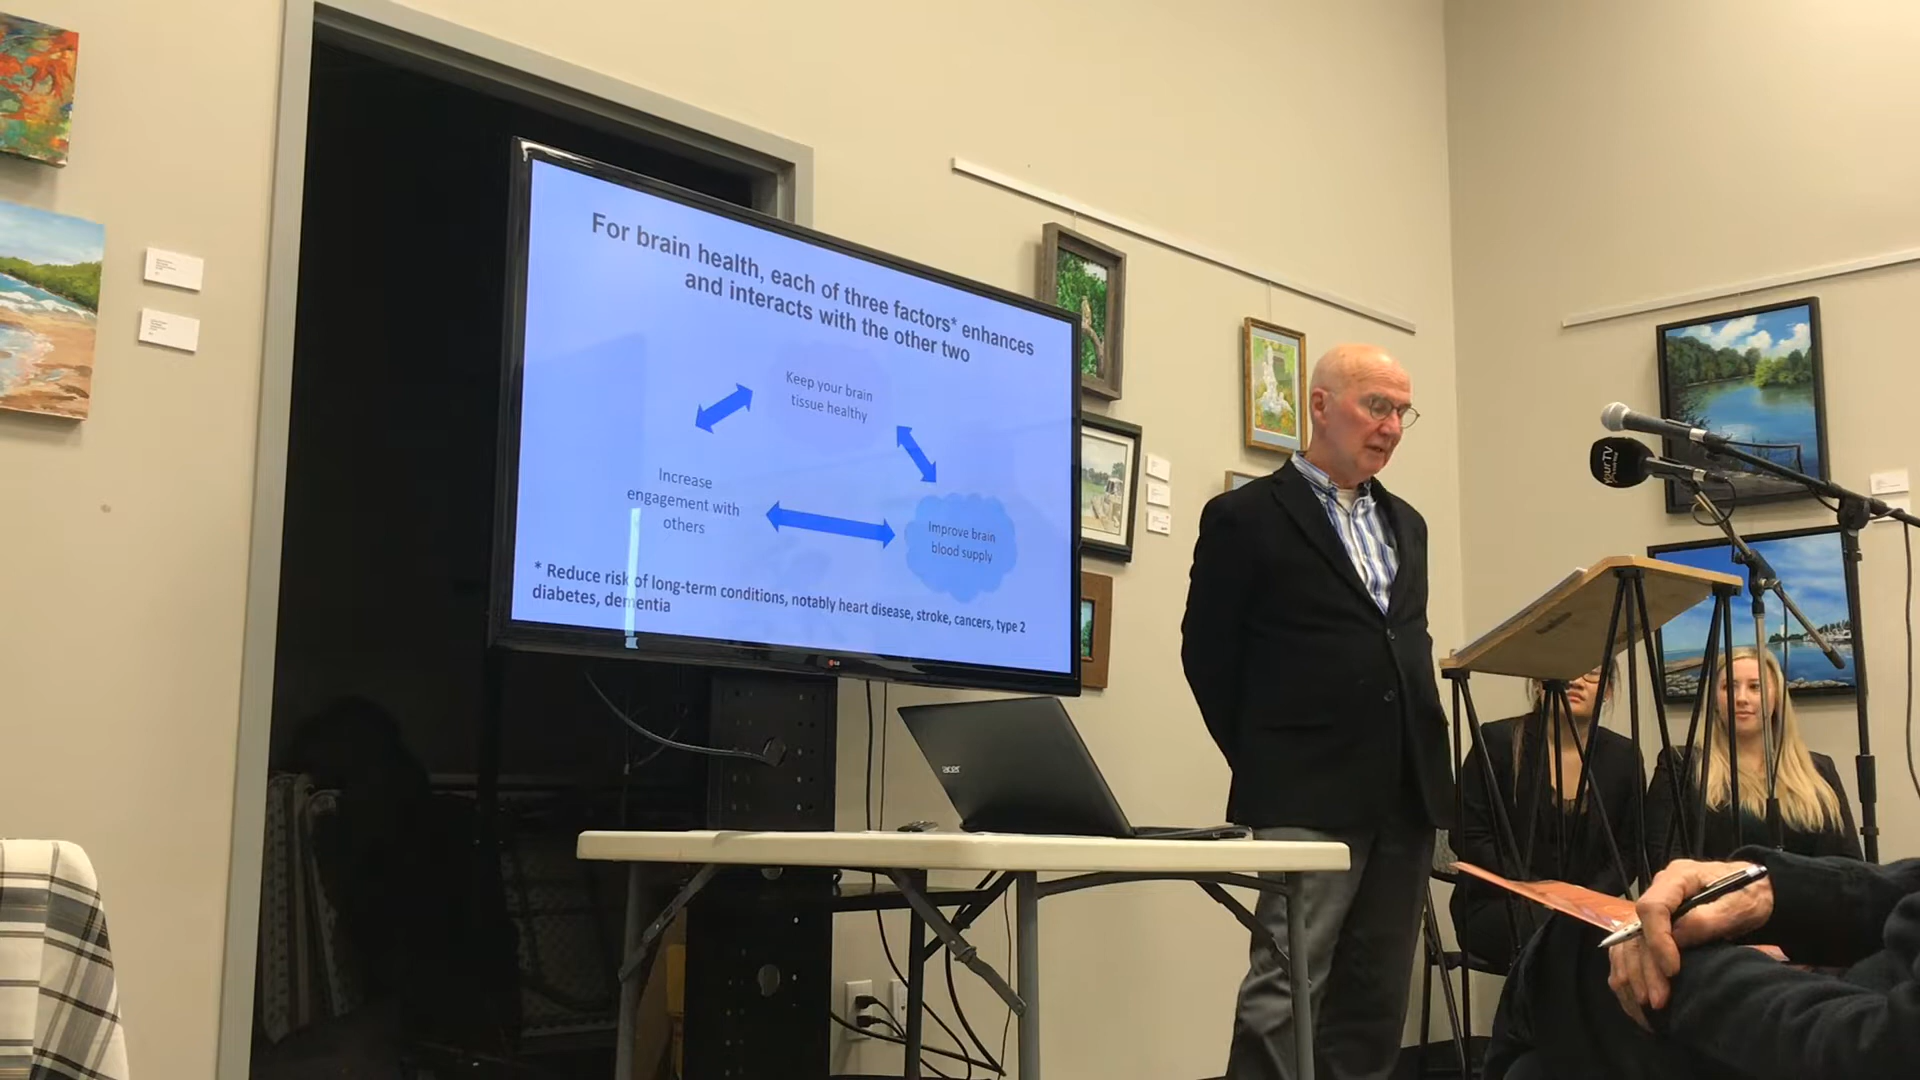 For brain health, each of three factors* enhances
and interacts with the other two
Keep your brain
tissue healthy
Increase
engagement with
others
Improve brain
blood supply
* Reduce risk of long-term conditions, notably heart disease, stroke, cancers, type 2
diabetes, dementia
LG
acer
yourTV